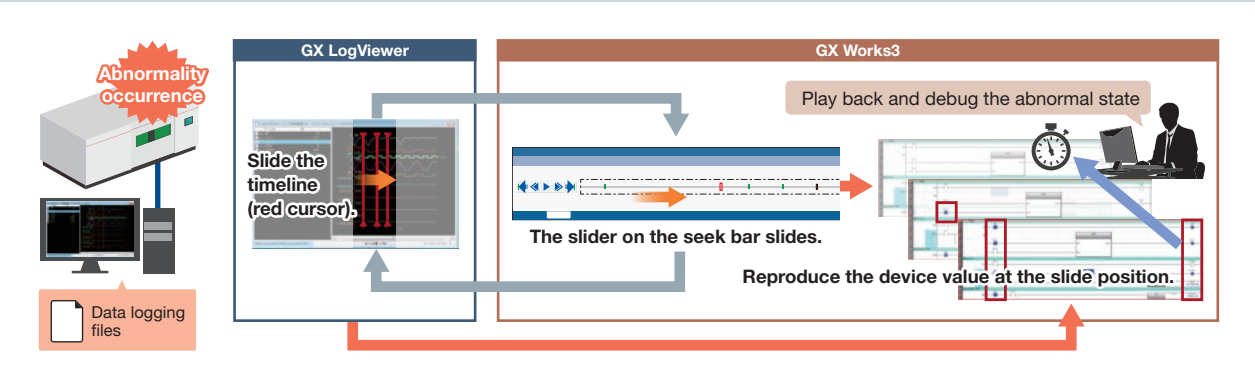 GX LogViewer
GX Works3
Abnormality
occurrence
Play back and debug the abnormal state
Slide the
timeline
(red cursor).
The slider on the seek bar slides.
Reproduce the device value at the slide position.
Data logging
files